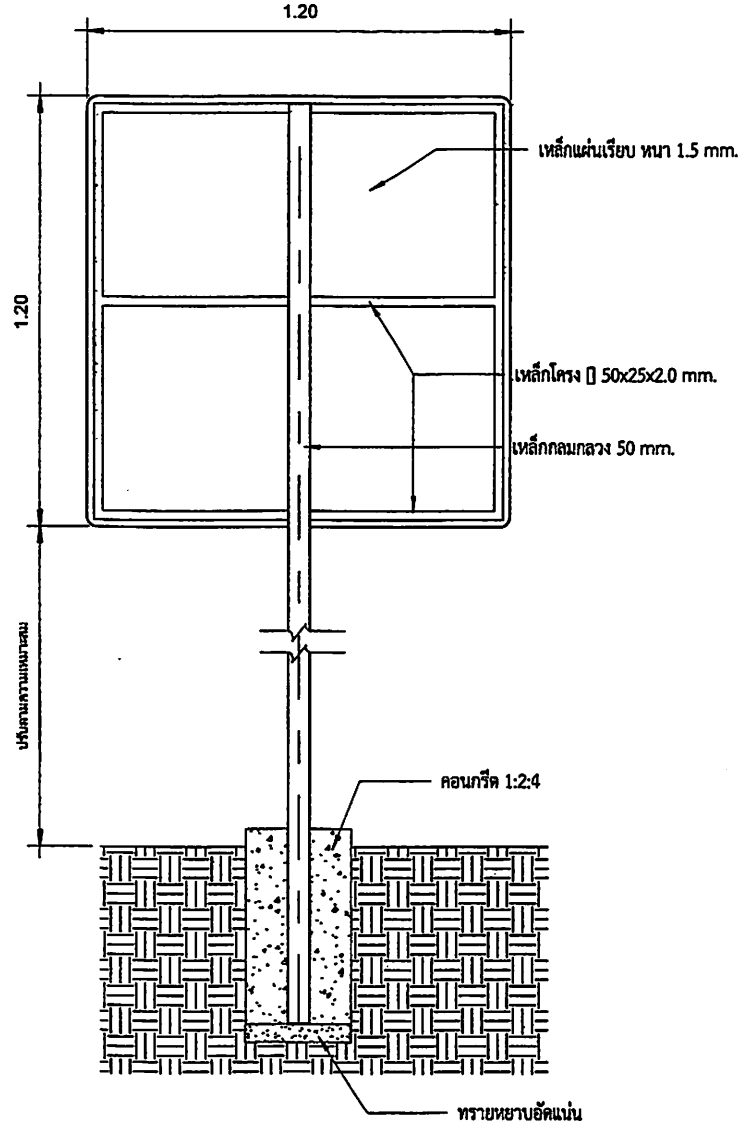 1.20
เหล็กแผ่นเรียบ หนา 1.5 mm.
1.20
เหล็กโครง ▯ 50x25x2.0 mm.
เหล็กกลมกลวง 50 mm.
ปรับตามความเหมาะสม
คอนกรีต 1:2:4
ทรายหยาบอัดแน่น